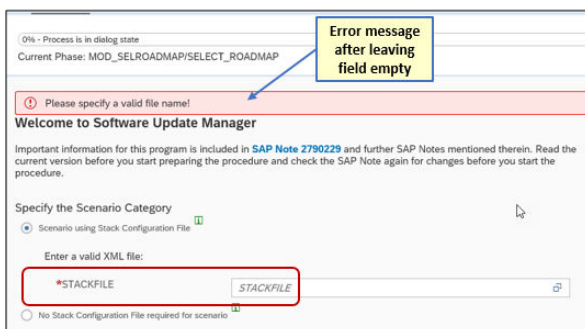 0% - Process is in dialog state
Current Phase: MOD_SELROADMAP/SELECT_ROADMAP
Error message
after leaving
field empty
Please specify a valid file name!
Welcome to Software Update Manager
Important information for this program is included in SAP Note 2790229 and further SAP Notes mentioned therein. Read the
current version before you start preparing the procedure and check the SAP Note again for changes before you start the
procedure.
Specify the Scenario Category
Scenario using Stack Configuration File
Enter a valid XML file:
*STACKFILE
STACKFILE
No Stack Configuration File required for scenario